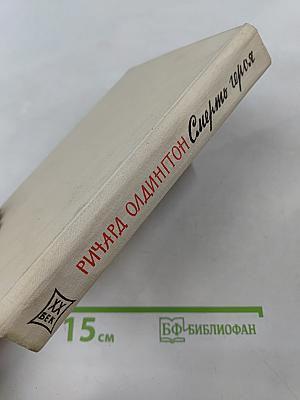 РИЧАРД ОЛДИНГТОН Смерть героя
XX
ВЕК
15 см
БФ БИБЛИОФАН